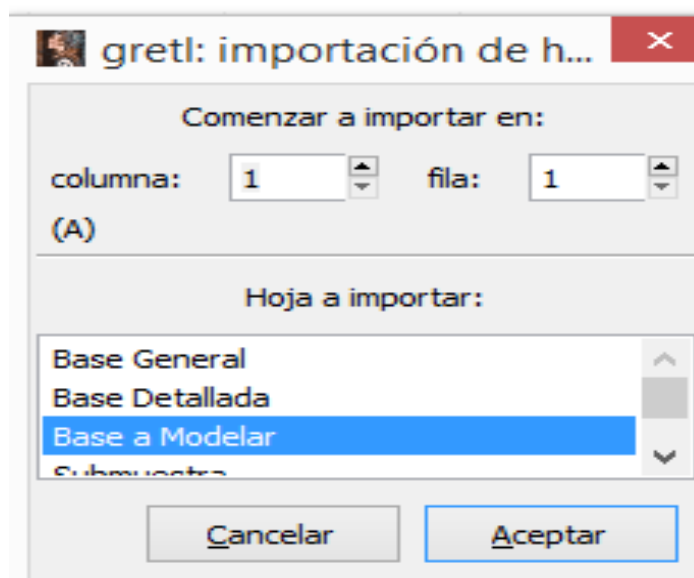 gretl: importación de h...
Comenzar a importar en:
columna: 1 fila: 1
(A)
Hoja a importar:
Base General
Base Detallada
Base a Modelar
Submuestra
Cancelar Aceptar